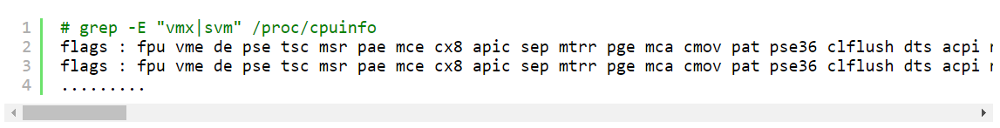 1 # grep -E "vmx|svm" /proc/cpuinfo
2 flags : fpu vme de pse tsc msr pae mce cx8 apic sep mtrr pge mca cmov pat pse36 clflush dts acpi
3 flags : fpu vme de pse tsc msr pae mce cx8 apic sep mtrr pge mca cmov pat pse36 clflush dts acpi
4 .........